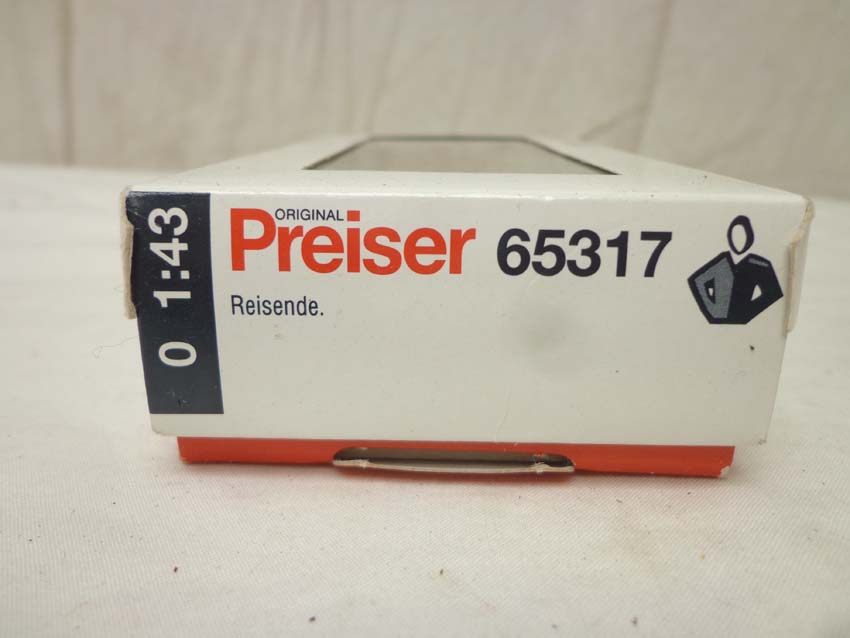 0 1:43
ORIGINAL
Preiser 65317
Reisende.